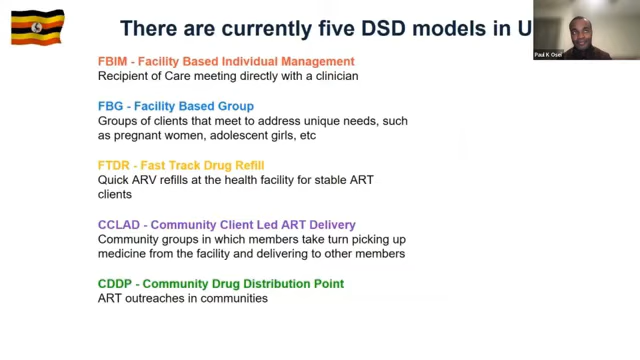 There are currently five DSD models in U
FBIM - Facility Based Individual Management
Recipient of Care meeting directly with a clinician
FBG - Facility Based Group
Groups of clients that meet to address unique needs, such
as pregnant women, adolescent girls, etc
FTDR – Fast Track Drug Refill
Quick ARV refills at the health facility for stable ART
clients
CCLAD - Community Client Led ART Delivery
Community groups in which members take turn picking up
medicine from the facility and delivering to other members
CDDP - Community Drug Distribution Point
ART outreaches in communities
Paul K Osei